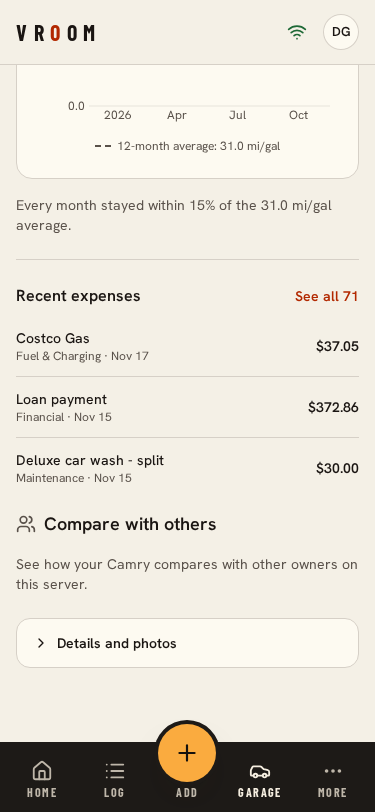 VROOM
DG
0.0
2026 Apr Jul Oct
12-month average: 31.0 mi/gal
Every month stayed within 15% of the 31.0 mi/gal
average.
Recent expenses
See all 71
Costco Gas
Fuel & Charging · Nov 17
$37.05
Loan payment
Financial · Nov 15
$372.86
Deluxe car wash - split
Maintenance · Nov 15
$30.00
Compare with others
See how your Camry compares with other owners on
this server.
Details and photos
HOME LOG ADD GARAGE MORE